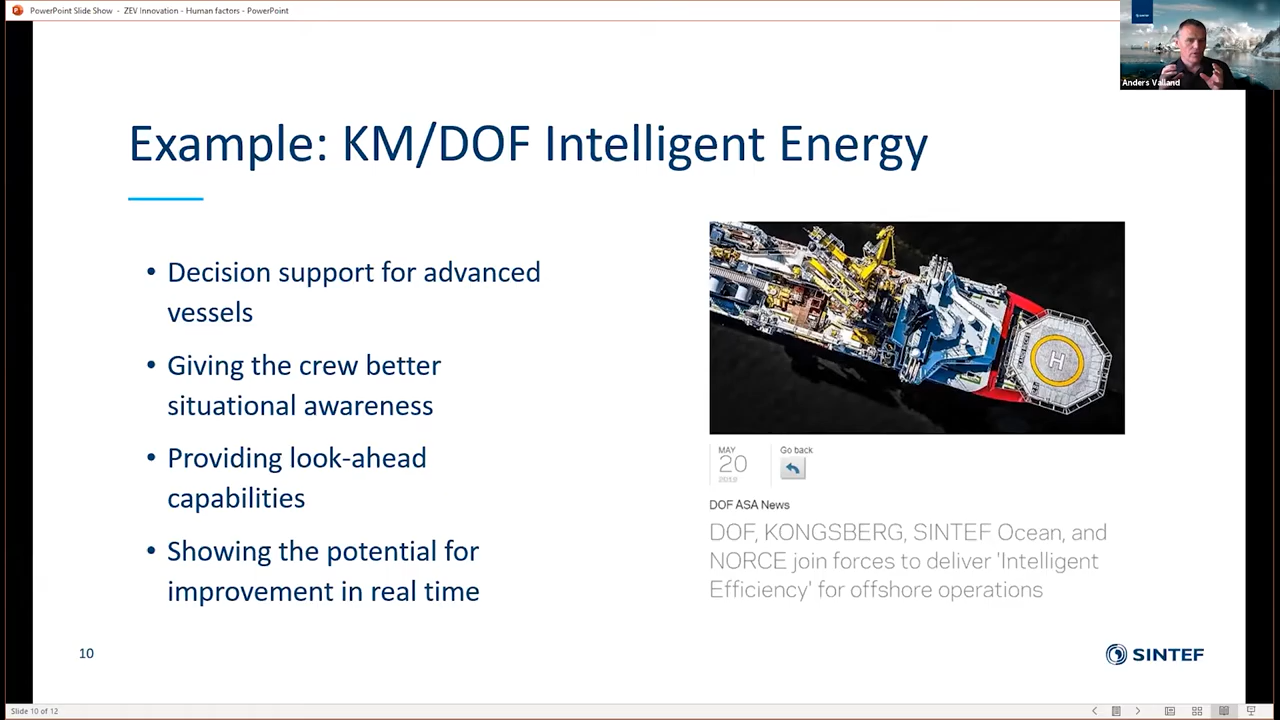 PowerPoint Slide Show - ZEV Innovation - Human factors - PowerPoint
Anders Valland
Example: KM/DOF Intelligent Energy
• Decision support for advanced
vessels
• Giving the crew better
situational awareness
• Providing look-ahead
capabilities
• Showing the potential for
improvement in real time
H
MAY
20
2019
Go back
DOF ASA News
DOF, KONGSBERG, SINTEF Ocean, and
NORCE join forces to deliver 'Intelligent
Efficiency' for offshore operations
10
SINTEF
Slide 10 of 12